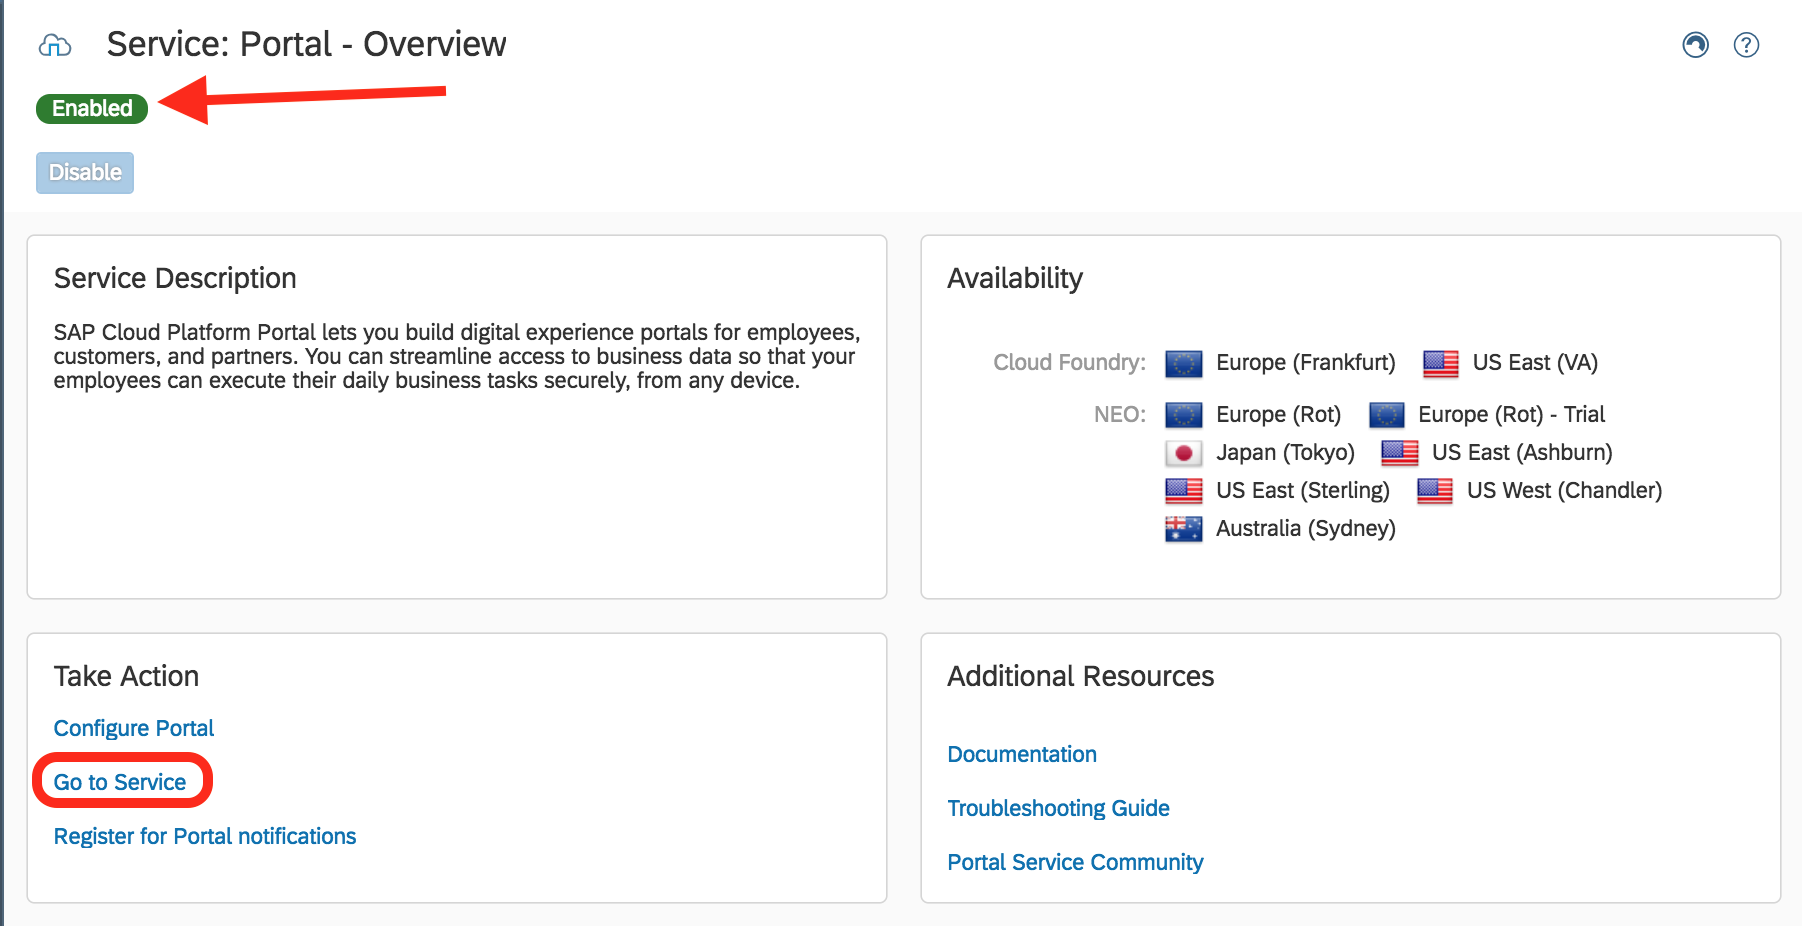 Service: Portal - Overview
Enabled
Disable
Service Description
SAP Cloud Platform Portal lets you build digital experience portals for employees,
customers, and partners. You can streamline access to business data so that your
employees can execute their daily business tasks securely, from any device.
Availability
Cloud Foundry: Europe (Frankfurt) US East (VA)
NEO: Europe (Rot) Europe (Rot) - Trial
Japan (Tokyo) US East (Ashburn)
US East (Sterling) US West (Chandler)
Australia (Sydney)
Take Action
Configure Portal
Go to Service
Register for Portal notifications
Additional Resources
Documentation
Troubleshooting Guide
Portal Service Community